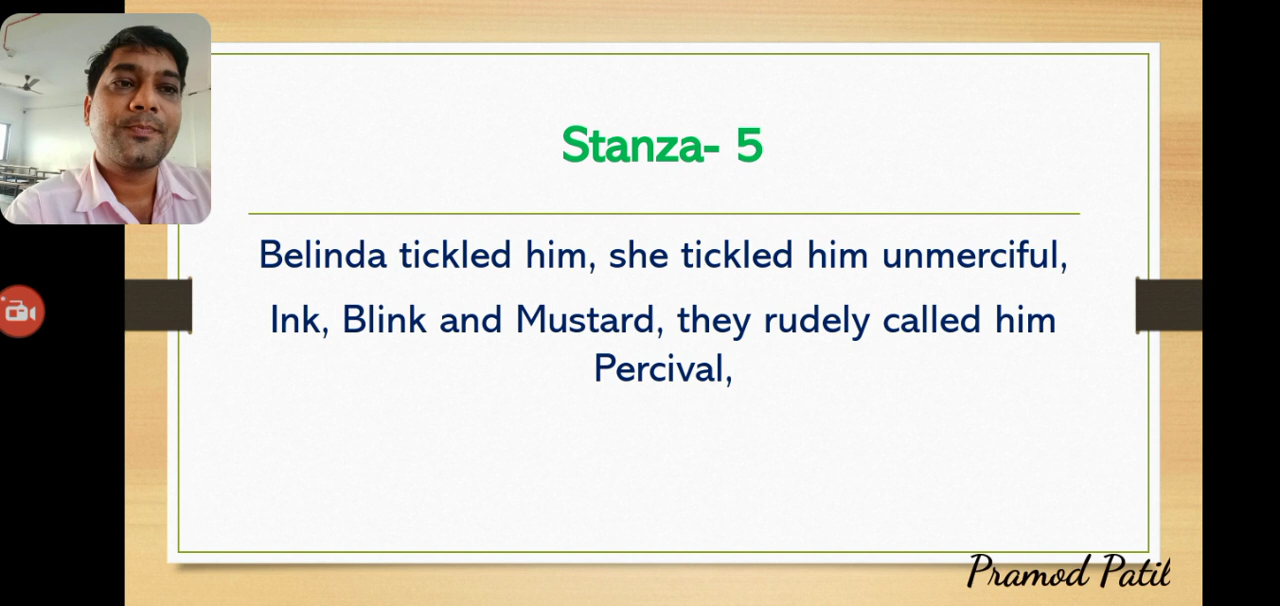 Stanza- 5
Belinda tickled him, she tickled him unmerciful,
Ink, Blink and Mustard, they rudely called him
Percival,
Pramod Patil